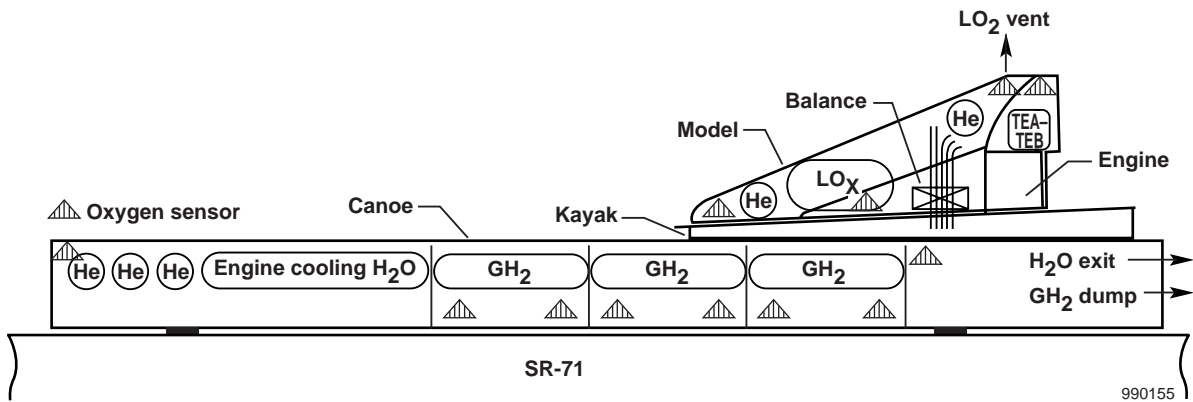 LO2 vent
Balance
He
TEA–
TEB
Model
Engine
LOX
He
Oxygen sensor
Canoe
Kayak
He He He Engine cooling H2O GH2 GH2 GH2 H2O exit
GH2 dump
SR-71
990155